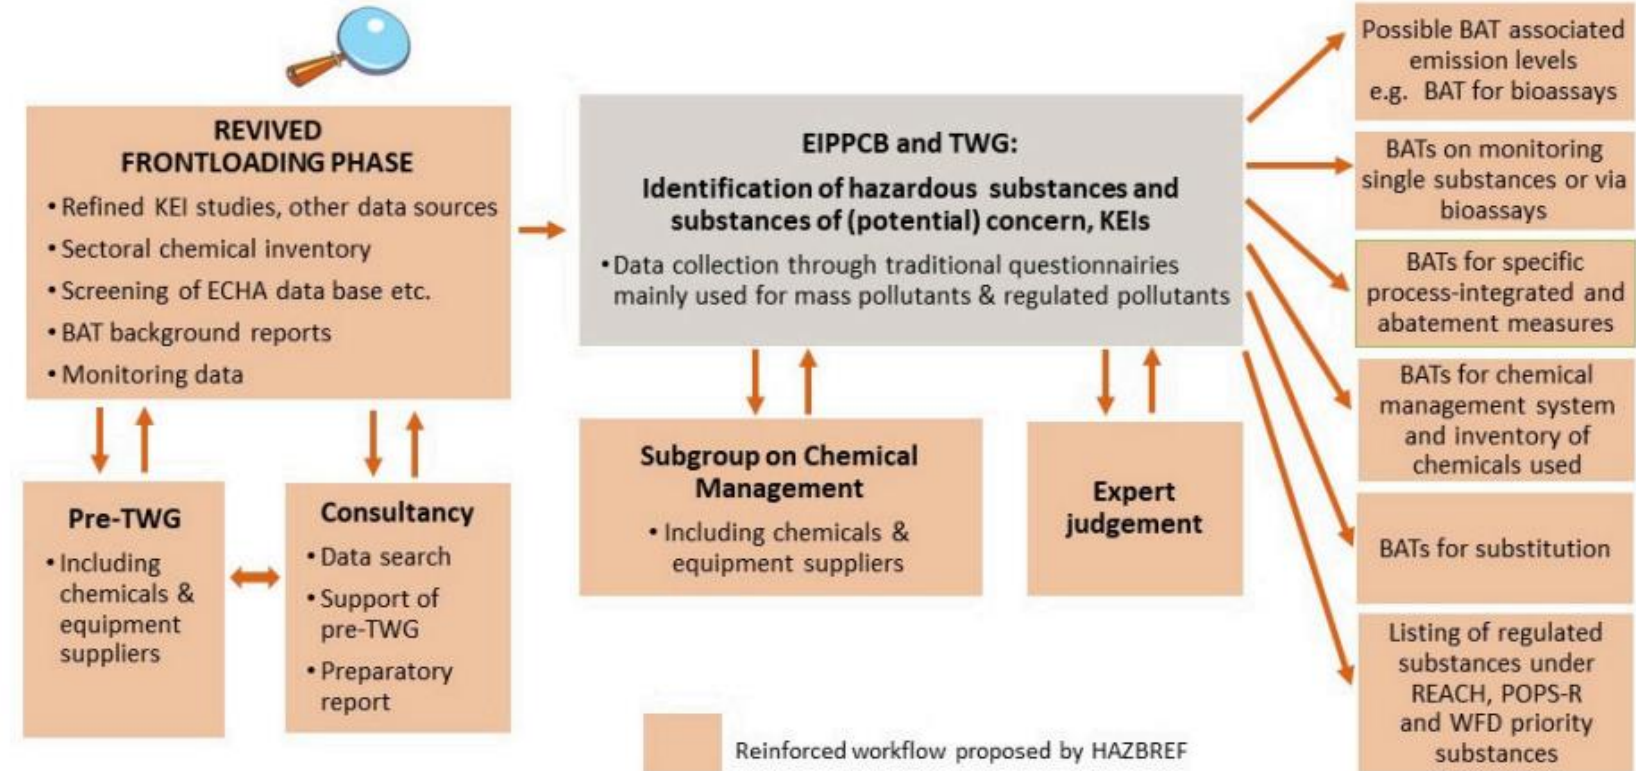 REVIVED
FRONTLOADING PHASE
• Refined KEI studies, other data sources
• Sectoral chemical inventory
• Screening of ECHA data base etc.
• BAT background reports
• Monitoring data
Pre-TWG
• Including
chemicals &
equipment
suppliers
Consultancy
• Data search
• Support of
pre-TWG
• Preparatory
report
EIPPCB and TWG:
Identification of hazardous substances and
substances of (potential) concern, KEIs
• Data collection through traditional questionnairies
mainly used for mass pollutants & regulated pollutants
Subgroup on Chemical
Management
• Including chemicals &
equipment suppliers
Expert
judgement
Possible BAT associated
emission levels
e.g. BAT for bioassays
BATs on monitoring
single substances or via
bioassays
BATs for specific
process-integrated and
abatement measures
BATs for chemical
management system
and inventory of
chemicals used
BATs for substitution
Listing of regulated
substances under
REACH, POPS-R
and WFD priority
substances
Reinforced workflow proposed by HAZBREF